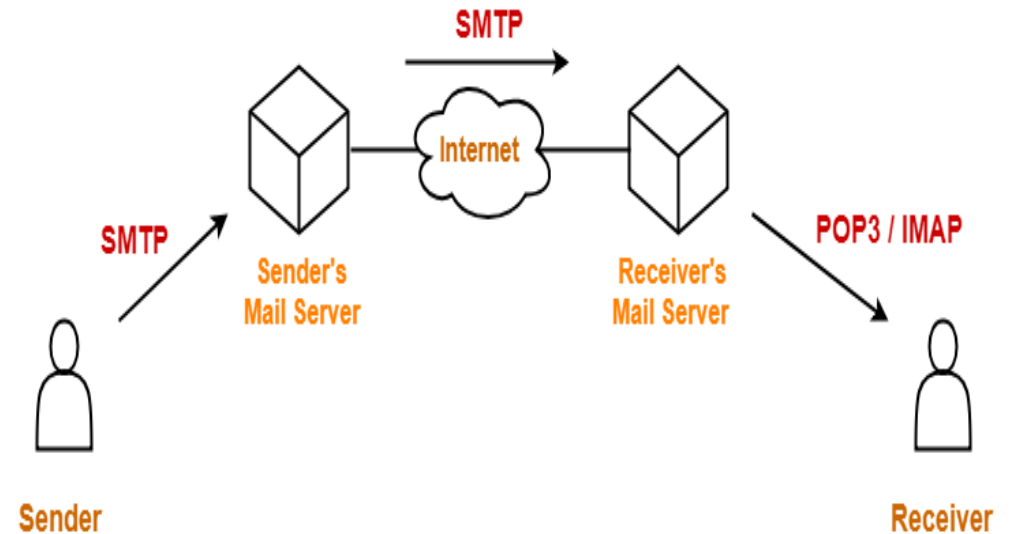 SMTP
Internet
SMTP
POP3 / IMAP
Sender's
Mail Server
Receiver's
Mail Server
Sender
Receiver